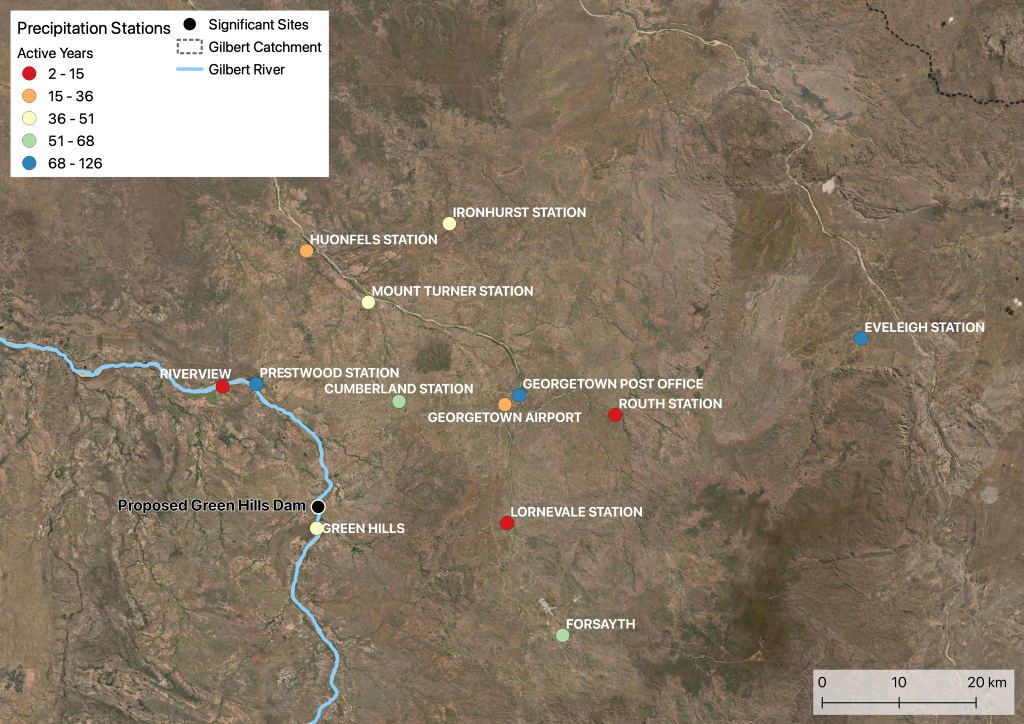 Precipitation Stations
Active Years
2 - 15
15 - 36
36 - 51
51 - 68
68 - 126
Significant Sites
Gilbert Catchment
Gilbert River
IRONHURST STATION
HUONFELS STATION
MOUNT TURNER STATION
EVELEIGH STATION
RIVERVIEW
PRESTWOOD STATION
CUMBERLAND STATION
GEORGETOWN POST OFFICE
ROUTH STATION
GEORGETOWN AIRPORT
Proposed Green Hills Dam
LORNEVALE STATION
GREEN HILLS
FORSAYTH
0 10 20 km